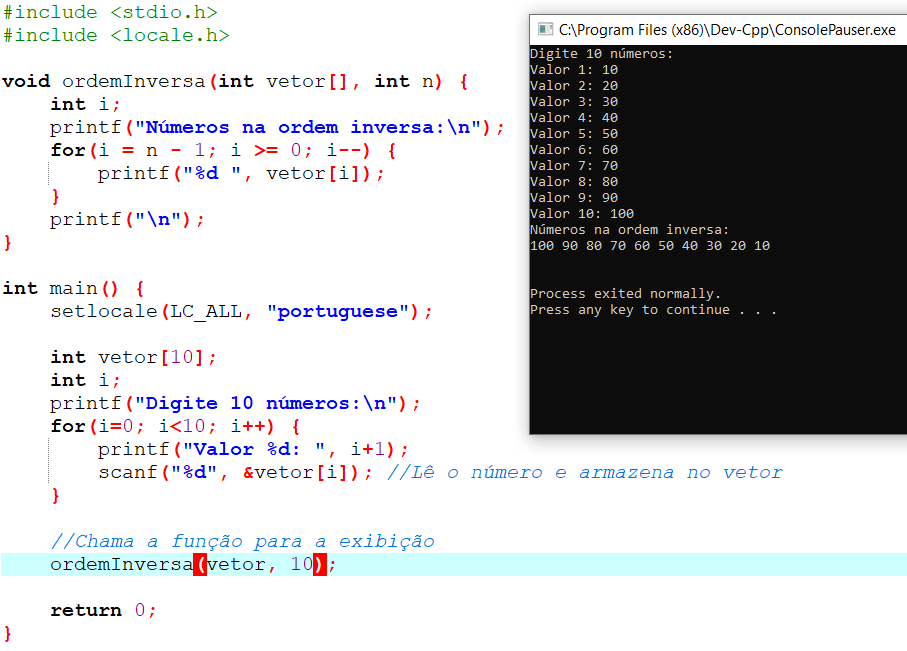 #include <stdio.h>
#include <locale.h>
void ordemInversa(int vetor[], int n) {
int i;
printf("Números na ordem inversa:\n");
for(i = n - 1; i >= 0; i--) {
printf("%d ", vetor[i]);
}
printf("\n");
}
int main() {
setlocale(LC_ALL, "portuguese");
int vetor[10];
int i;
printf("Digite 10 números:\n");
for(i=0; i<10; i++) {
printf("Valor %d: ", i+1);
scanf("%d", &vetor[i]); //Lê o número e armazena no vetor
}
//Chama a função para a exibição
ordemInversa(vetor, 10);
return 0;
}
C:\Program Files (x86)\Dev-Cpp\ConsolePauser.exe
Digite 10 números:
Valor 1: 10
Valor 2: 20
Valor 3: 30
Valor 4: 40
Valor 5: 50
Valor 6: 60
Valor 7: 70
Valor 8: 80
Valor 9: 90
Valor 10: 100
Números na ordem inversa:
100 90 80 70 60 50 40 30 20 10
Process exited normally.
Press any key to continue . . .